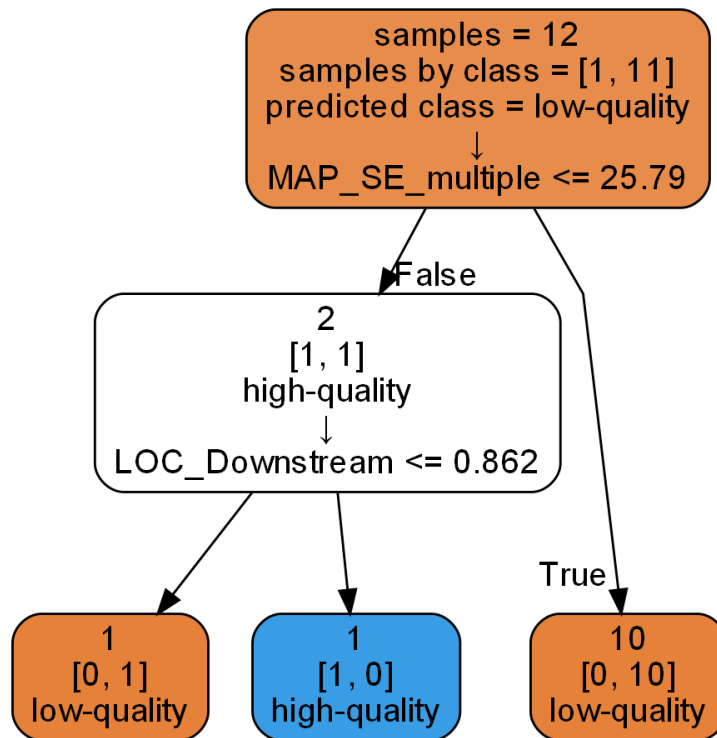 samples = 12
samples by class = [1, 11]
predicted class = low-quality
↓
MAP_SE_multiple <= 25.79
False
2
[1, 1]
high-quality
↓
LOC_Downstream <= 0.862
True
1
[0, 1]
low-quality
1
[1, 0]
high-quality
10
[0, 10]
low-quality